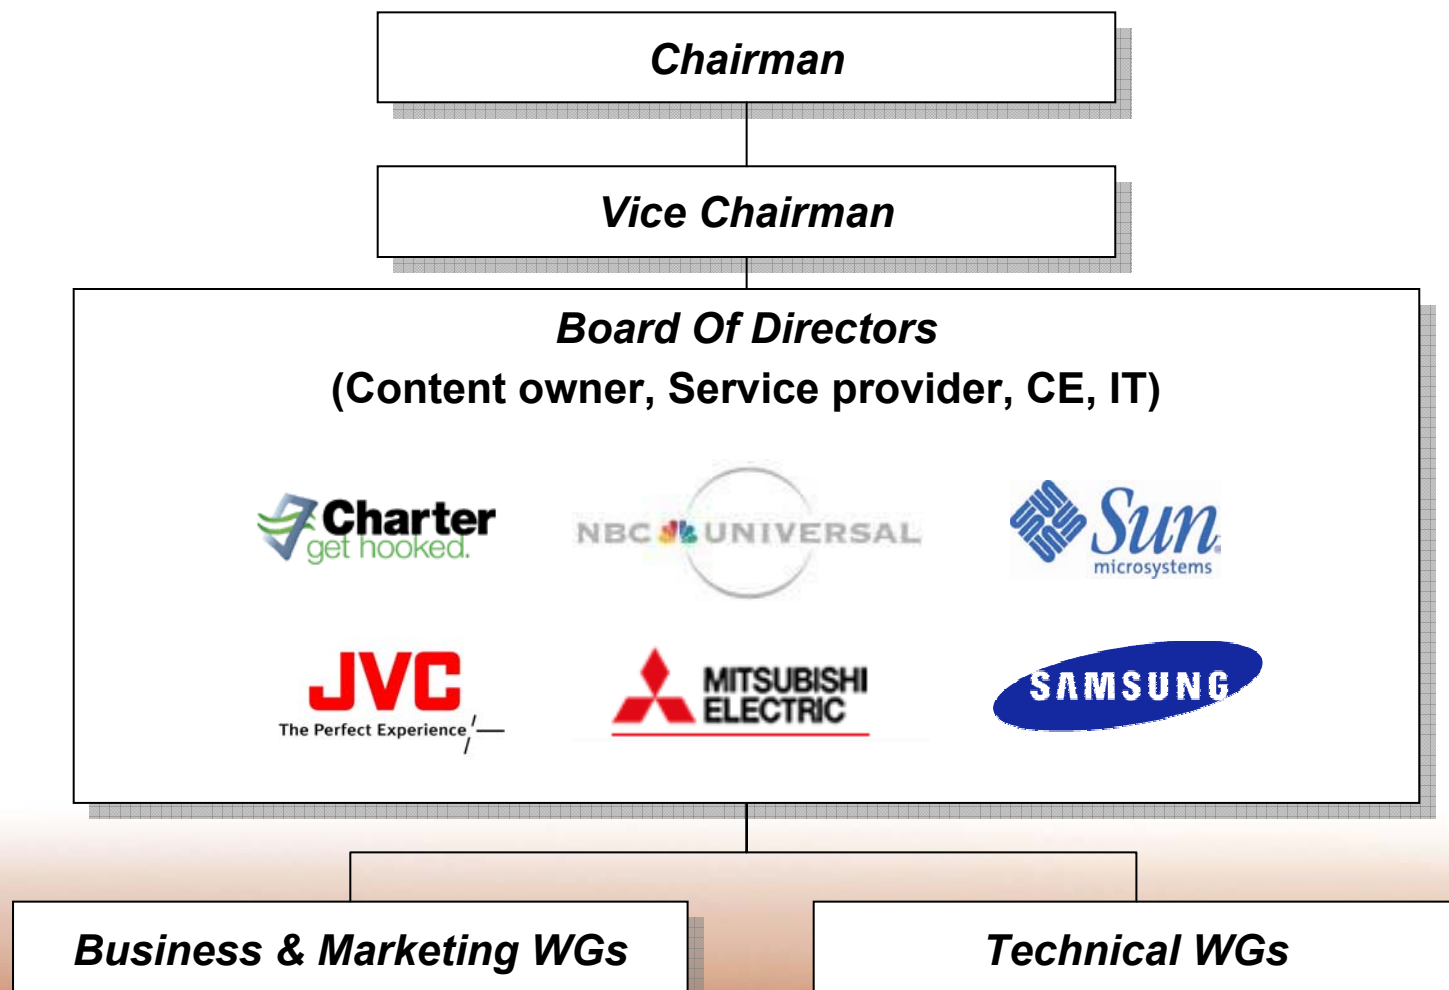 Chairman
Vice Chairman
Board Of Directors
(Content owner, Service provider, CE, IT)
Charter
get hooked.
NBC UNIVERSAL
Sun
microsystems
JVC
The Perfect Experience
MITSUBISHI
ELECTRIC
SAMSUNG
Business & Marketing WGs
Technical WGs